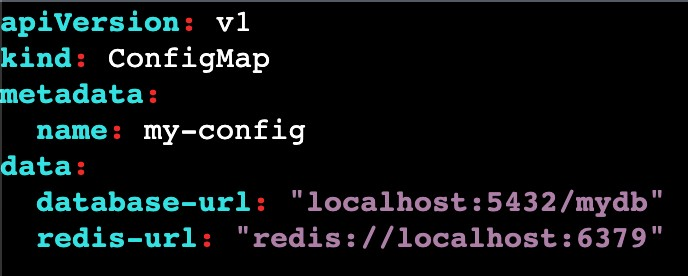 apiVersion: v1
kind: ConfigMap
metadata:
  name: my-config
data:
  database-url: "localhost:5432/mydb"
  redis-url: "redis://localhost:6379"